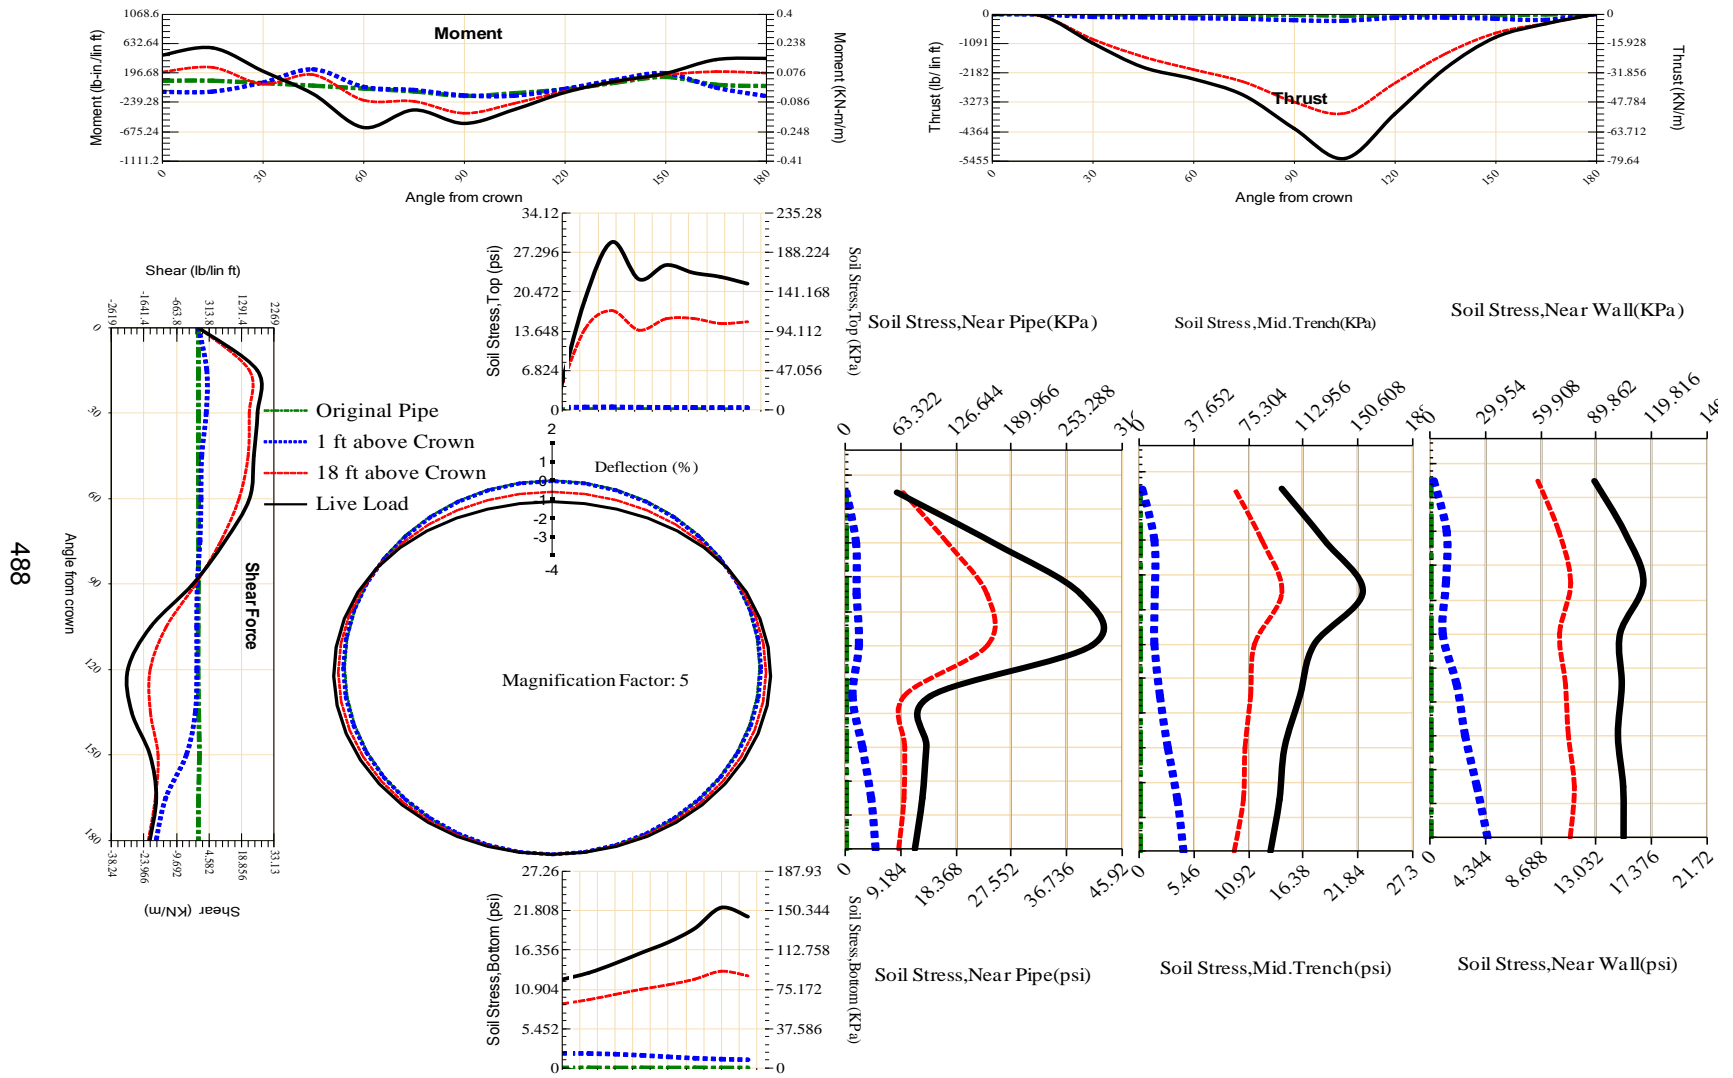 1068.6
632.64
196.68
-239.28
-675.24
-1111.2
Moment (lb-in /lin ft)
Moment
0.4
0.238
0.076
-0.086
-0.248
-0.41
Moment (KN-m/m)
0 30 60 90 120 150 180
Angle from crown
0
-1091
-2182
-3273
-4364
-5455
Thrust (lb/ lin ft)
Thrust
0
-15.928
-31.856
-47.784
-63.712
-79.64
Thrust (KN/m)
0 30 60 90 120 150 180
Angle from crown
34.12
27.296
20.472
13.648
6.824
0
Soil Stress,Top (psi)
235.28
188.224
141.168
94.112
47.056
0
Soil Stress,Top (KPa)
Shear (lb/lin ft)
-2619 -1641.4 -663.8 313.8 1291.4 2269
0
30
60
90
120
150
180
Angle from crown
Shear Force
-38.24 -23.966 -9.692 4.582 18.856 33.13
Shear (KN/m)
488
Original Pipe
1 ft above Crown
18 ft above Crown
Live Load
2
1
0
-1
-2
-3
-4
Deflection (%)
Magnification Factor: 5
27.26
21.808
16.356
10.904
5.452
0
Soil Stress,Bottom (psi)
187.93
150.344
112.758
75.172
37.586
0
Soil Stress,Bottom (KPa)
Soil Stress,Near Pipe(KPa)
0 63.322 126.644 189.966 253.288
0 9.184 18.368 27.552 36.736 45.92
Soil Stress,Near Pipe(psi)
Soil Stress,Mid.Trench(KPa)
0 37.652 75.304 112.956 150.608
0 5.46 10.92 16.38 21.84 27.3
Soil Stress,Mid.Trench(psi)
Soil Stress,Near Wall(KPa)
0 29.954 59.908 89.862 119.816
0 4.344 8.688 13.032 17.376 21.72
Soil Stress,Near Wall(psi)